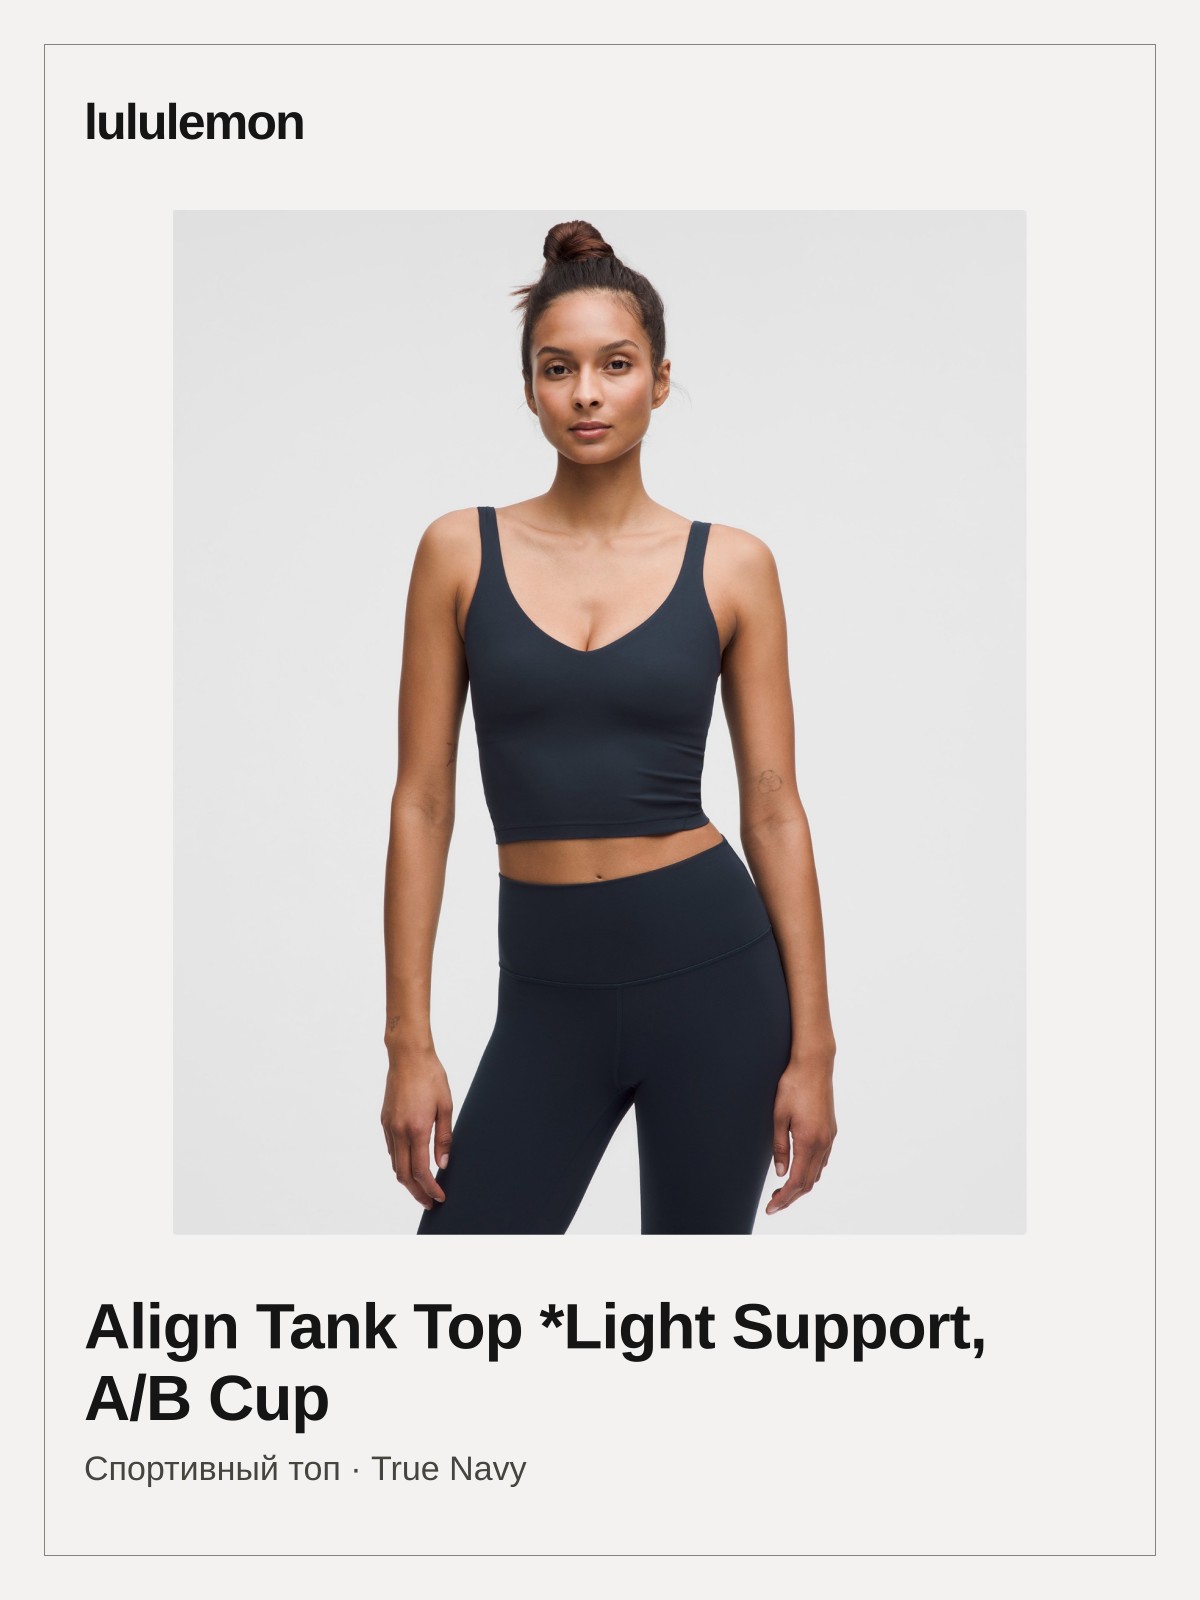 lululemon
Align Tank Top *Light Support,
A/B Cup
Спортивный топ · True Navy